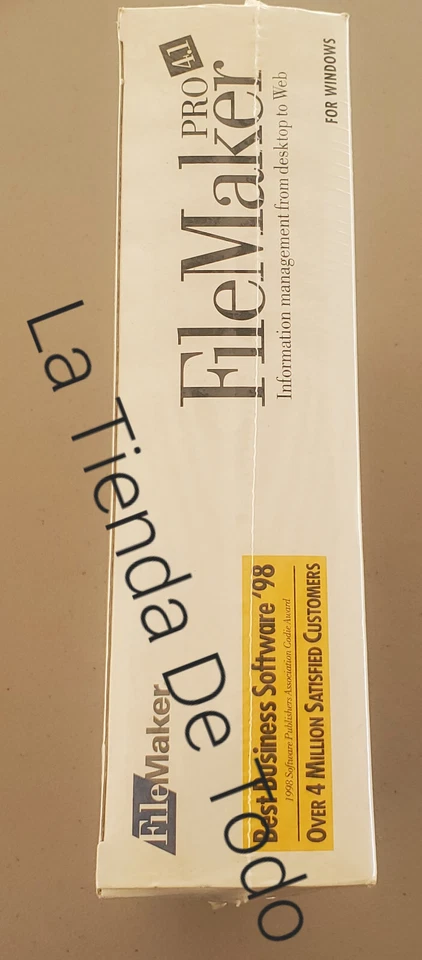 FileMaker
PRO 4.1
Information management from desktop to Web
FOR WINDOWS
FileMaker
Best Business Software '98
1998 Software Publishers Association Codie Award
OVER 4 MILLION SATISFIED CUSTOMERS
La Tienda De Todo